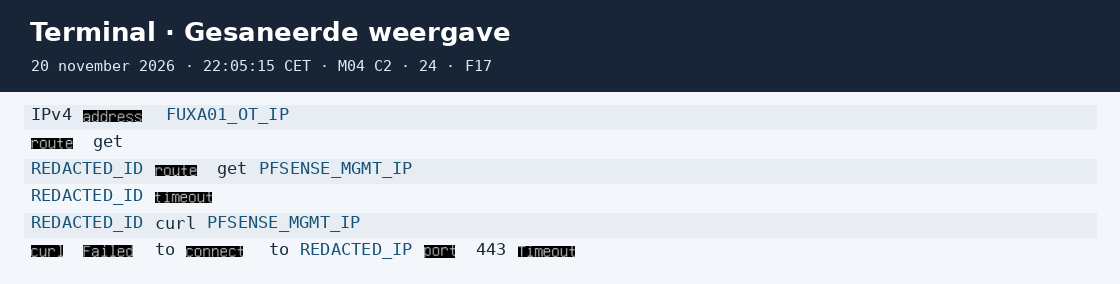 Terminal · Gesaneerde weergave
20 november 2026 · 22:05:15 CET · M04 C2 · 24 · F17
IPv4 address FUXA01_OT_IP
route get
REDACTED_ID route get PFSENSE_MGMT_IP
REDACTED_ID timeout
REDACTED_ID curl PFSENSE_MGMT_IP
curl Failed to connect to REDACTED_IP port 443 Timeout